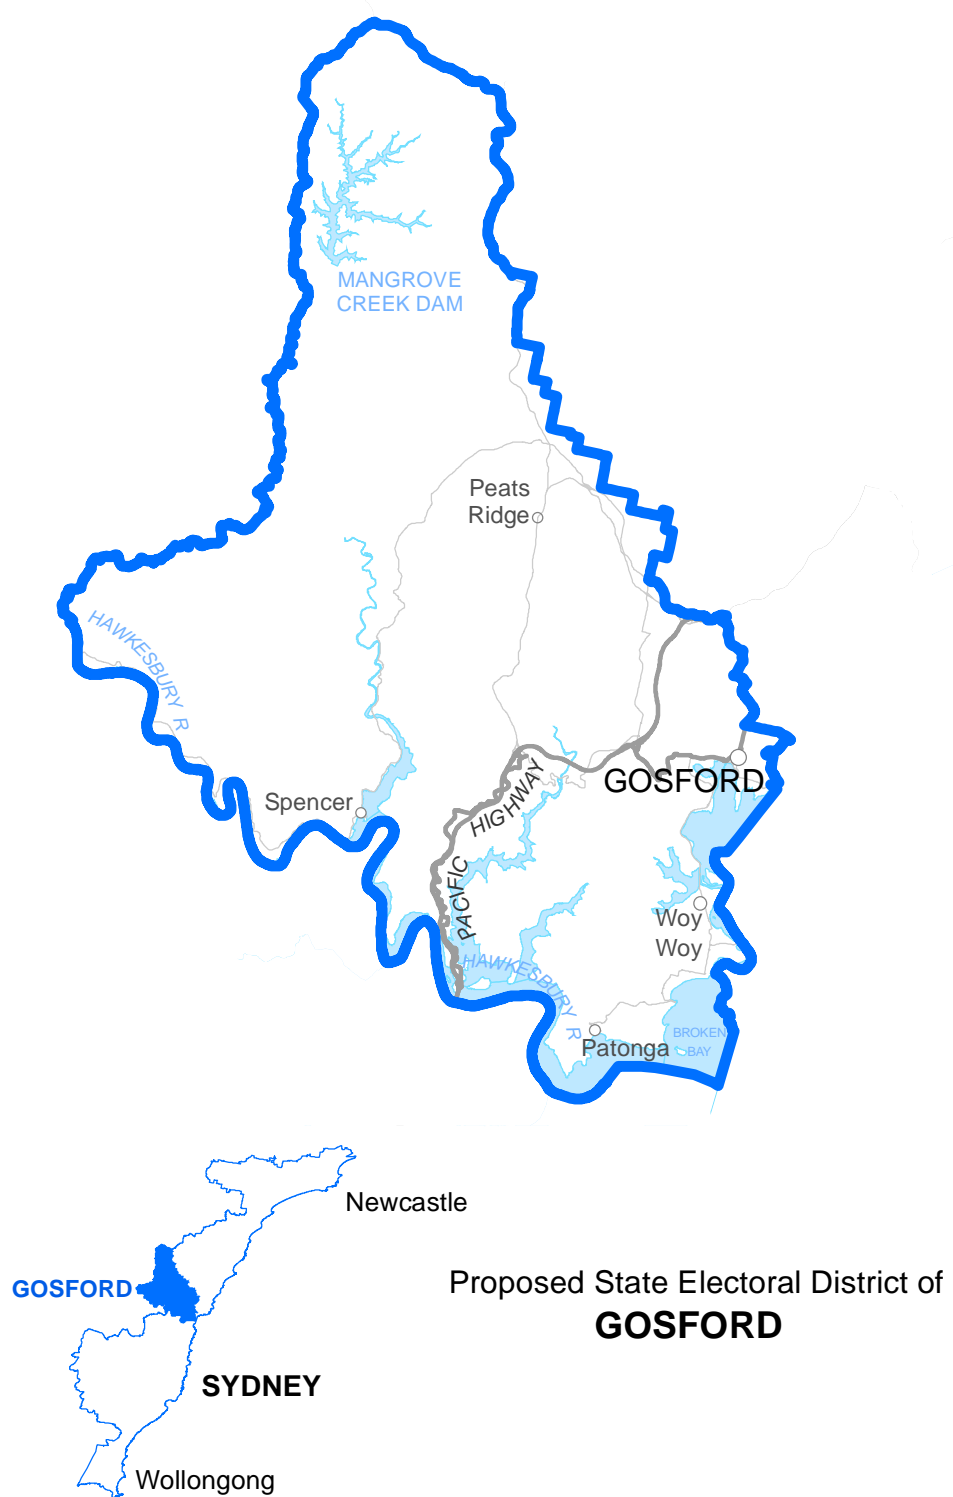 MANGROVE
CREEK DAM
Peats
Ridge
HAWKESBURY R
Spencer
GOSFORD
PACIFIC HIGHWAY
Woy
Woy
HAWKESBURY R
BROKEN
BAY
Patonga
Newcastle
GOSFORD
Proposed State Electoral District of
GOSFORD
SYDNEY
Wollongong